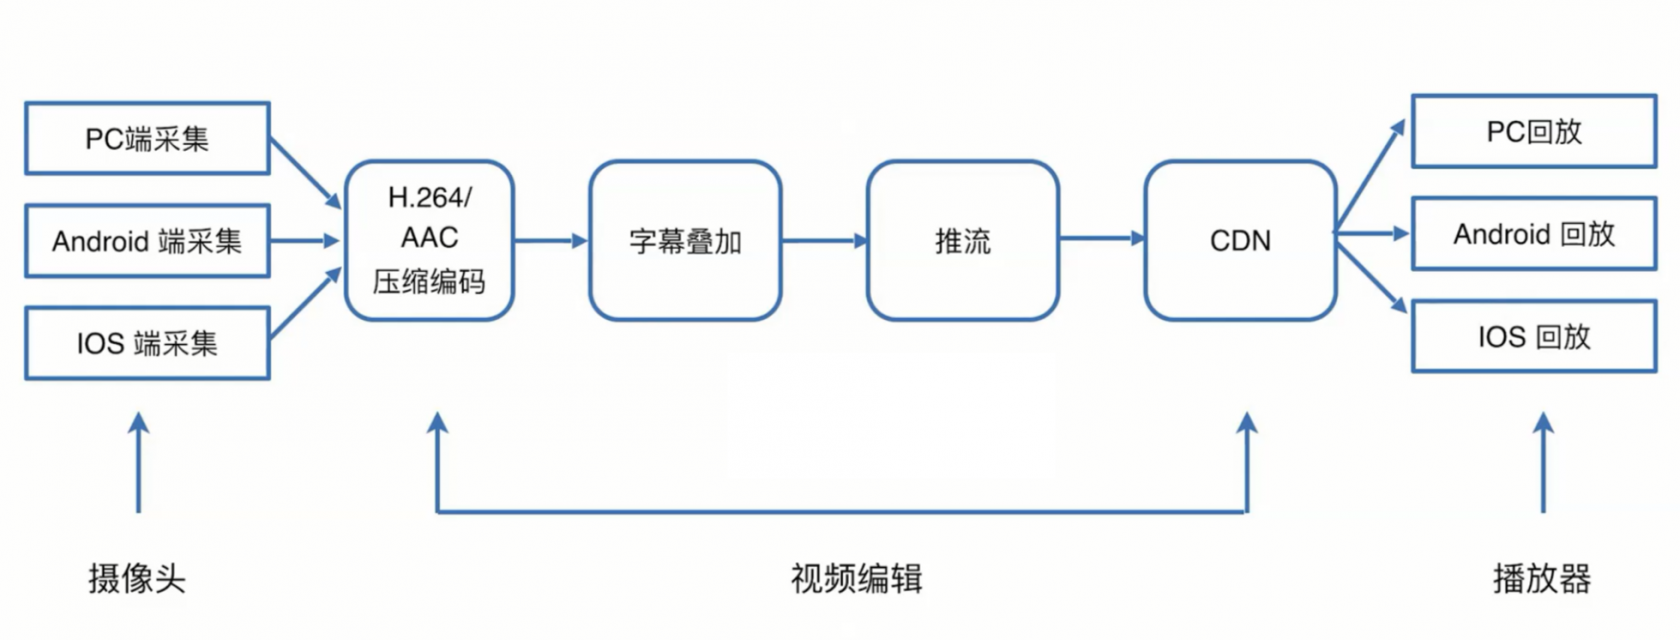 PC端采集
Android 端采集
IOS 端采集
H.264/
AAC
压缩编码
字幕叠加
推流
CDN
PC回放
Android 回放
IOS 回放
摄像头
视频编辑
播放器